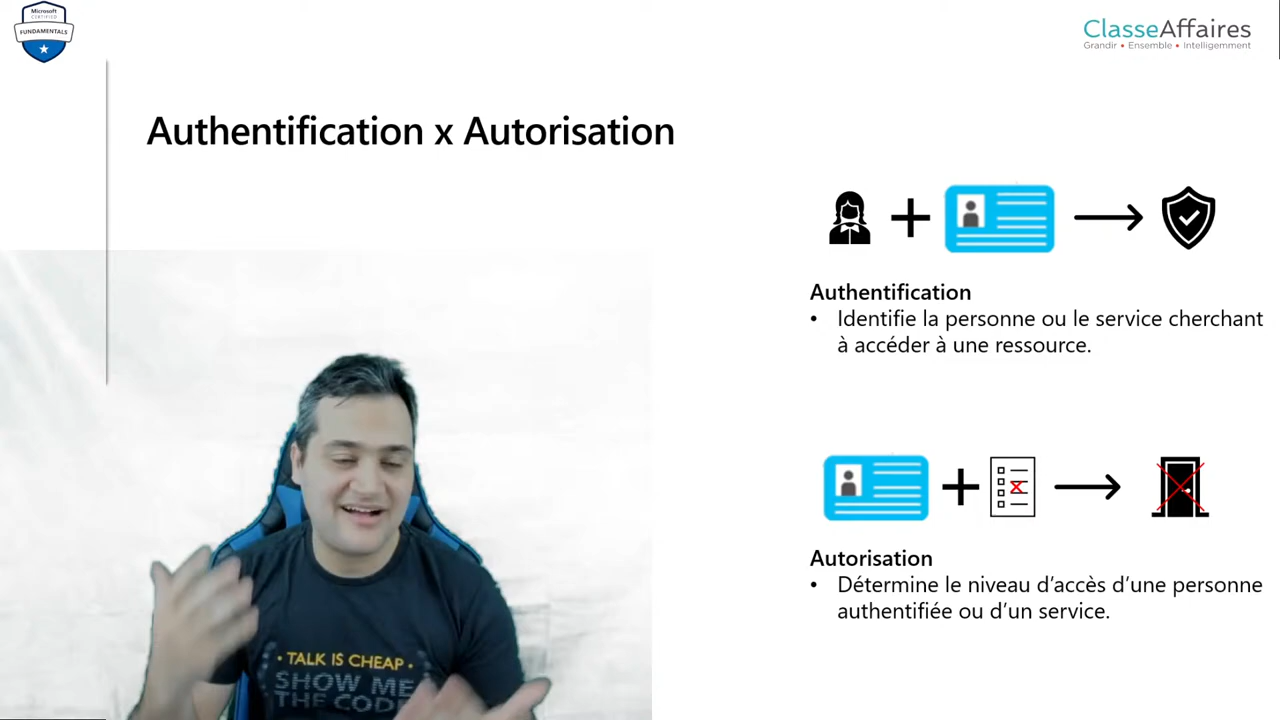 Microsoft
CERTIFIED
FUNDAMENTALS
ClasseAffaires
Grandir • Ensemble • Intelligemment
Authentification x Autorisation
Authentification
• Identifie la personne ou le service cherchant
à accéder à une ressource.
Autorisation
• Détermine le niveau d’accès d’une personne
authentifiée ou d’un service.
• TALK IS CHEAP •
SHOW ME
THE CODE